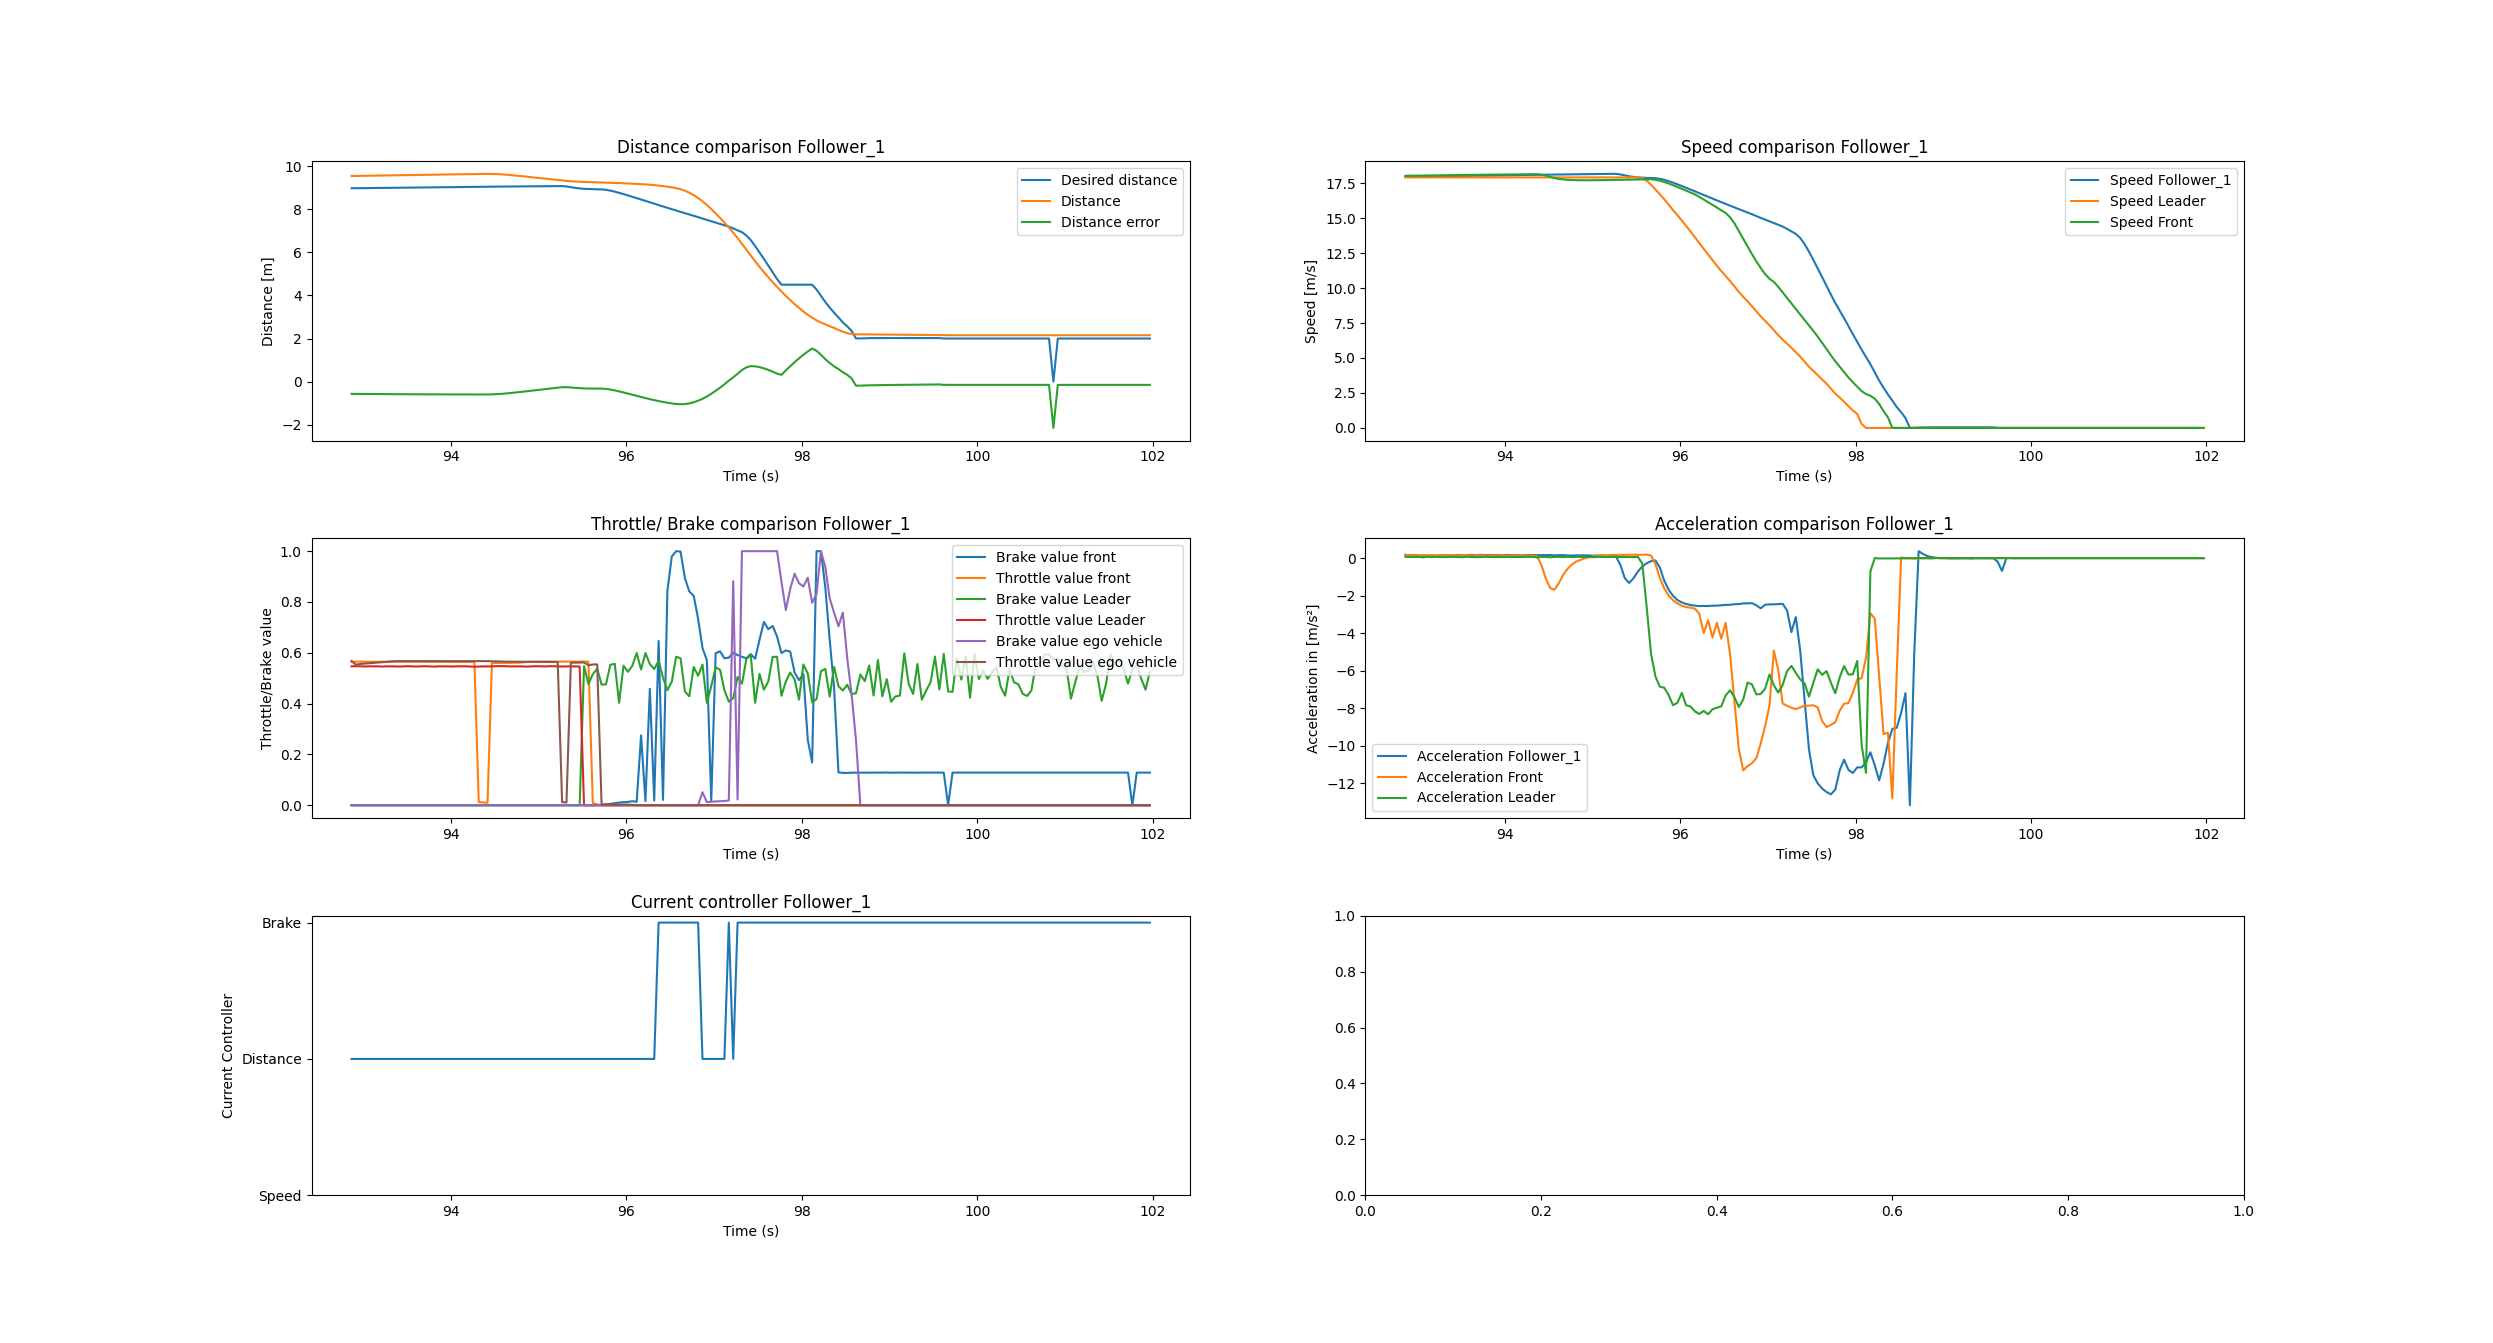 Distance comparison Follower_1
10
8
6
4
2
0
−2
Distance [m]
Desired distance
Distance
Distance error
94 96 98 100 102
Time (s)
Speed comparison Follower_1
17.5
15.0
12.5
10.0
7.5
5.0
2.5
0.0
Speed [m/s]
Speed Follower_1
Speed Leader
Speed Front
94 96 98 100 102
Time (s)
Throttle/ Brake comparison Follower_1
1.0
0.8
0.6
0.4
0.2
0.0
Throttle/Brake value
Brake value front
Throttle value front
Brake value Leader
Throttle value Leader
Brake value ego vehicle
Throttle value ego vehicle
94 96 98 100 102
Time (s)
Acceleration comparison Follower_1
0
−2
−4
−6
−8
−10
−12
Acceleration in [m/s²]
Acceleration Follower_1
Acceleration Front
Acceleration Leader
94 96 98 100 102
Time (s)
Current controller Follower_1
Brake
Distance
Speed
Current Controller
94 96 98 100 102
Time (s)
1.0
0.8
0.6
0.4
0.2
0.0
0.0 0.2 0.4 0.6 0.8 1.0